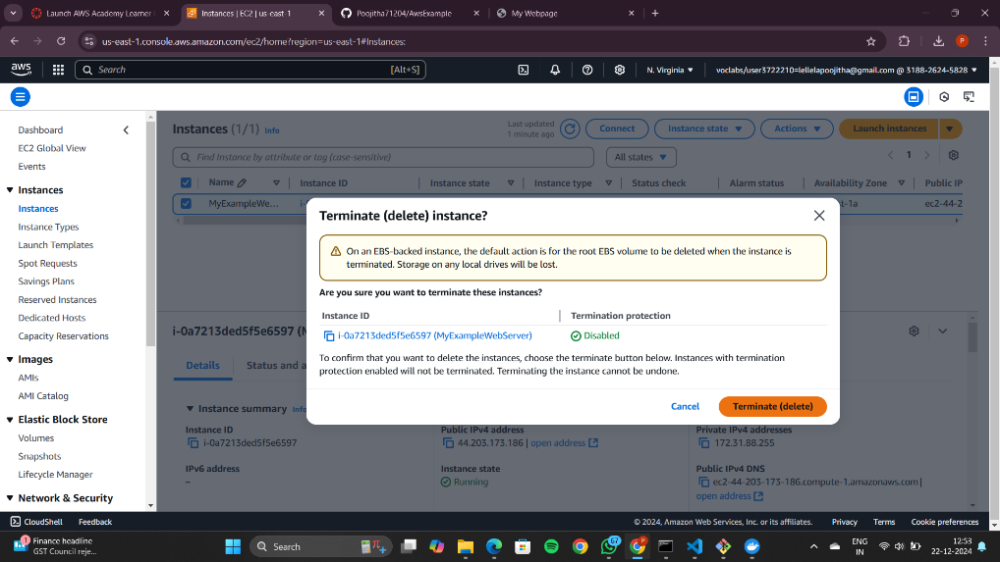 Launch AWS Academy Learner
Instances | EC2 | us-east-1
Poojitha71204/AwsExample
My Webpage
us-east-1.console.aws.amazon.com/ec2/home?region=us-east-1#Instances:
P
aws
Search
[Alt+S]
N. Virginia
voclabs/user3722210=lellelapoojitha@gmail.com @ 3188-2624-5828
Dashboard
EC2 Global View
Events
Instances
Instances
Instance Types
Launch Templates
Spot Requests
Savings Plans
Reserved Instances
Dedicated Hosts
Capacity Reservations
Images
AMIs
AMI Catalog
Elastic Block Store
Volumes
Snapshots
Lifecycle Manager
Network & Security
Instances (1/1) Info
Last updated
1 minute ago
Connect
Instance state
Actions
Launch instances
Find Instance by attribute or tag (case-sensitive)
All states
1
Name
Instance ID
Instance state
Instance type
Status check
Alarm status
Availability Zone
Public IP
MyExampleWe...
ec2-44-2
Terminate (delete) instance?
On an EBS-backed instance, the default action is for the root EBS volume to be deleted when the instance is
terminated. Storage on any local drives will be lost.
Are you sure you want to terminate these instances?
Instance ID
Termination protection
i-0a7213ded5f5e6597 (MyExampleWebServer)
Disabled
To confirm that you want to delete the instances, choose the terminate button below. Instances with termination
protection enabled will not be terminated. Terminating the instance cannot be undone.
Cancel
Terminate (delete)
i-0a7213ded5f5e6597
Details
Status and a
Instance summary Info
Instance ID
i-0a7213ded5f5e6597
IPv6 address
–
Public IPv4 address
44.203.173.186 | open address
Instance state
Running
Private IPv4 addresses
172.31.88.255
Public IPv4 DNS
ec2-44-203-173-186.compute-1.amazonaws.com |
open address
CloudShell
Feedback
© 2024, Amazon Web Services, Inc. or its affiliates.
Privacy
Terms
Cookie preferences
1
Finance headline
GST Council reje...
Search
67
P
ENG
IN
12:53
22-12-2024